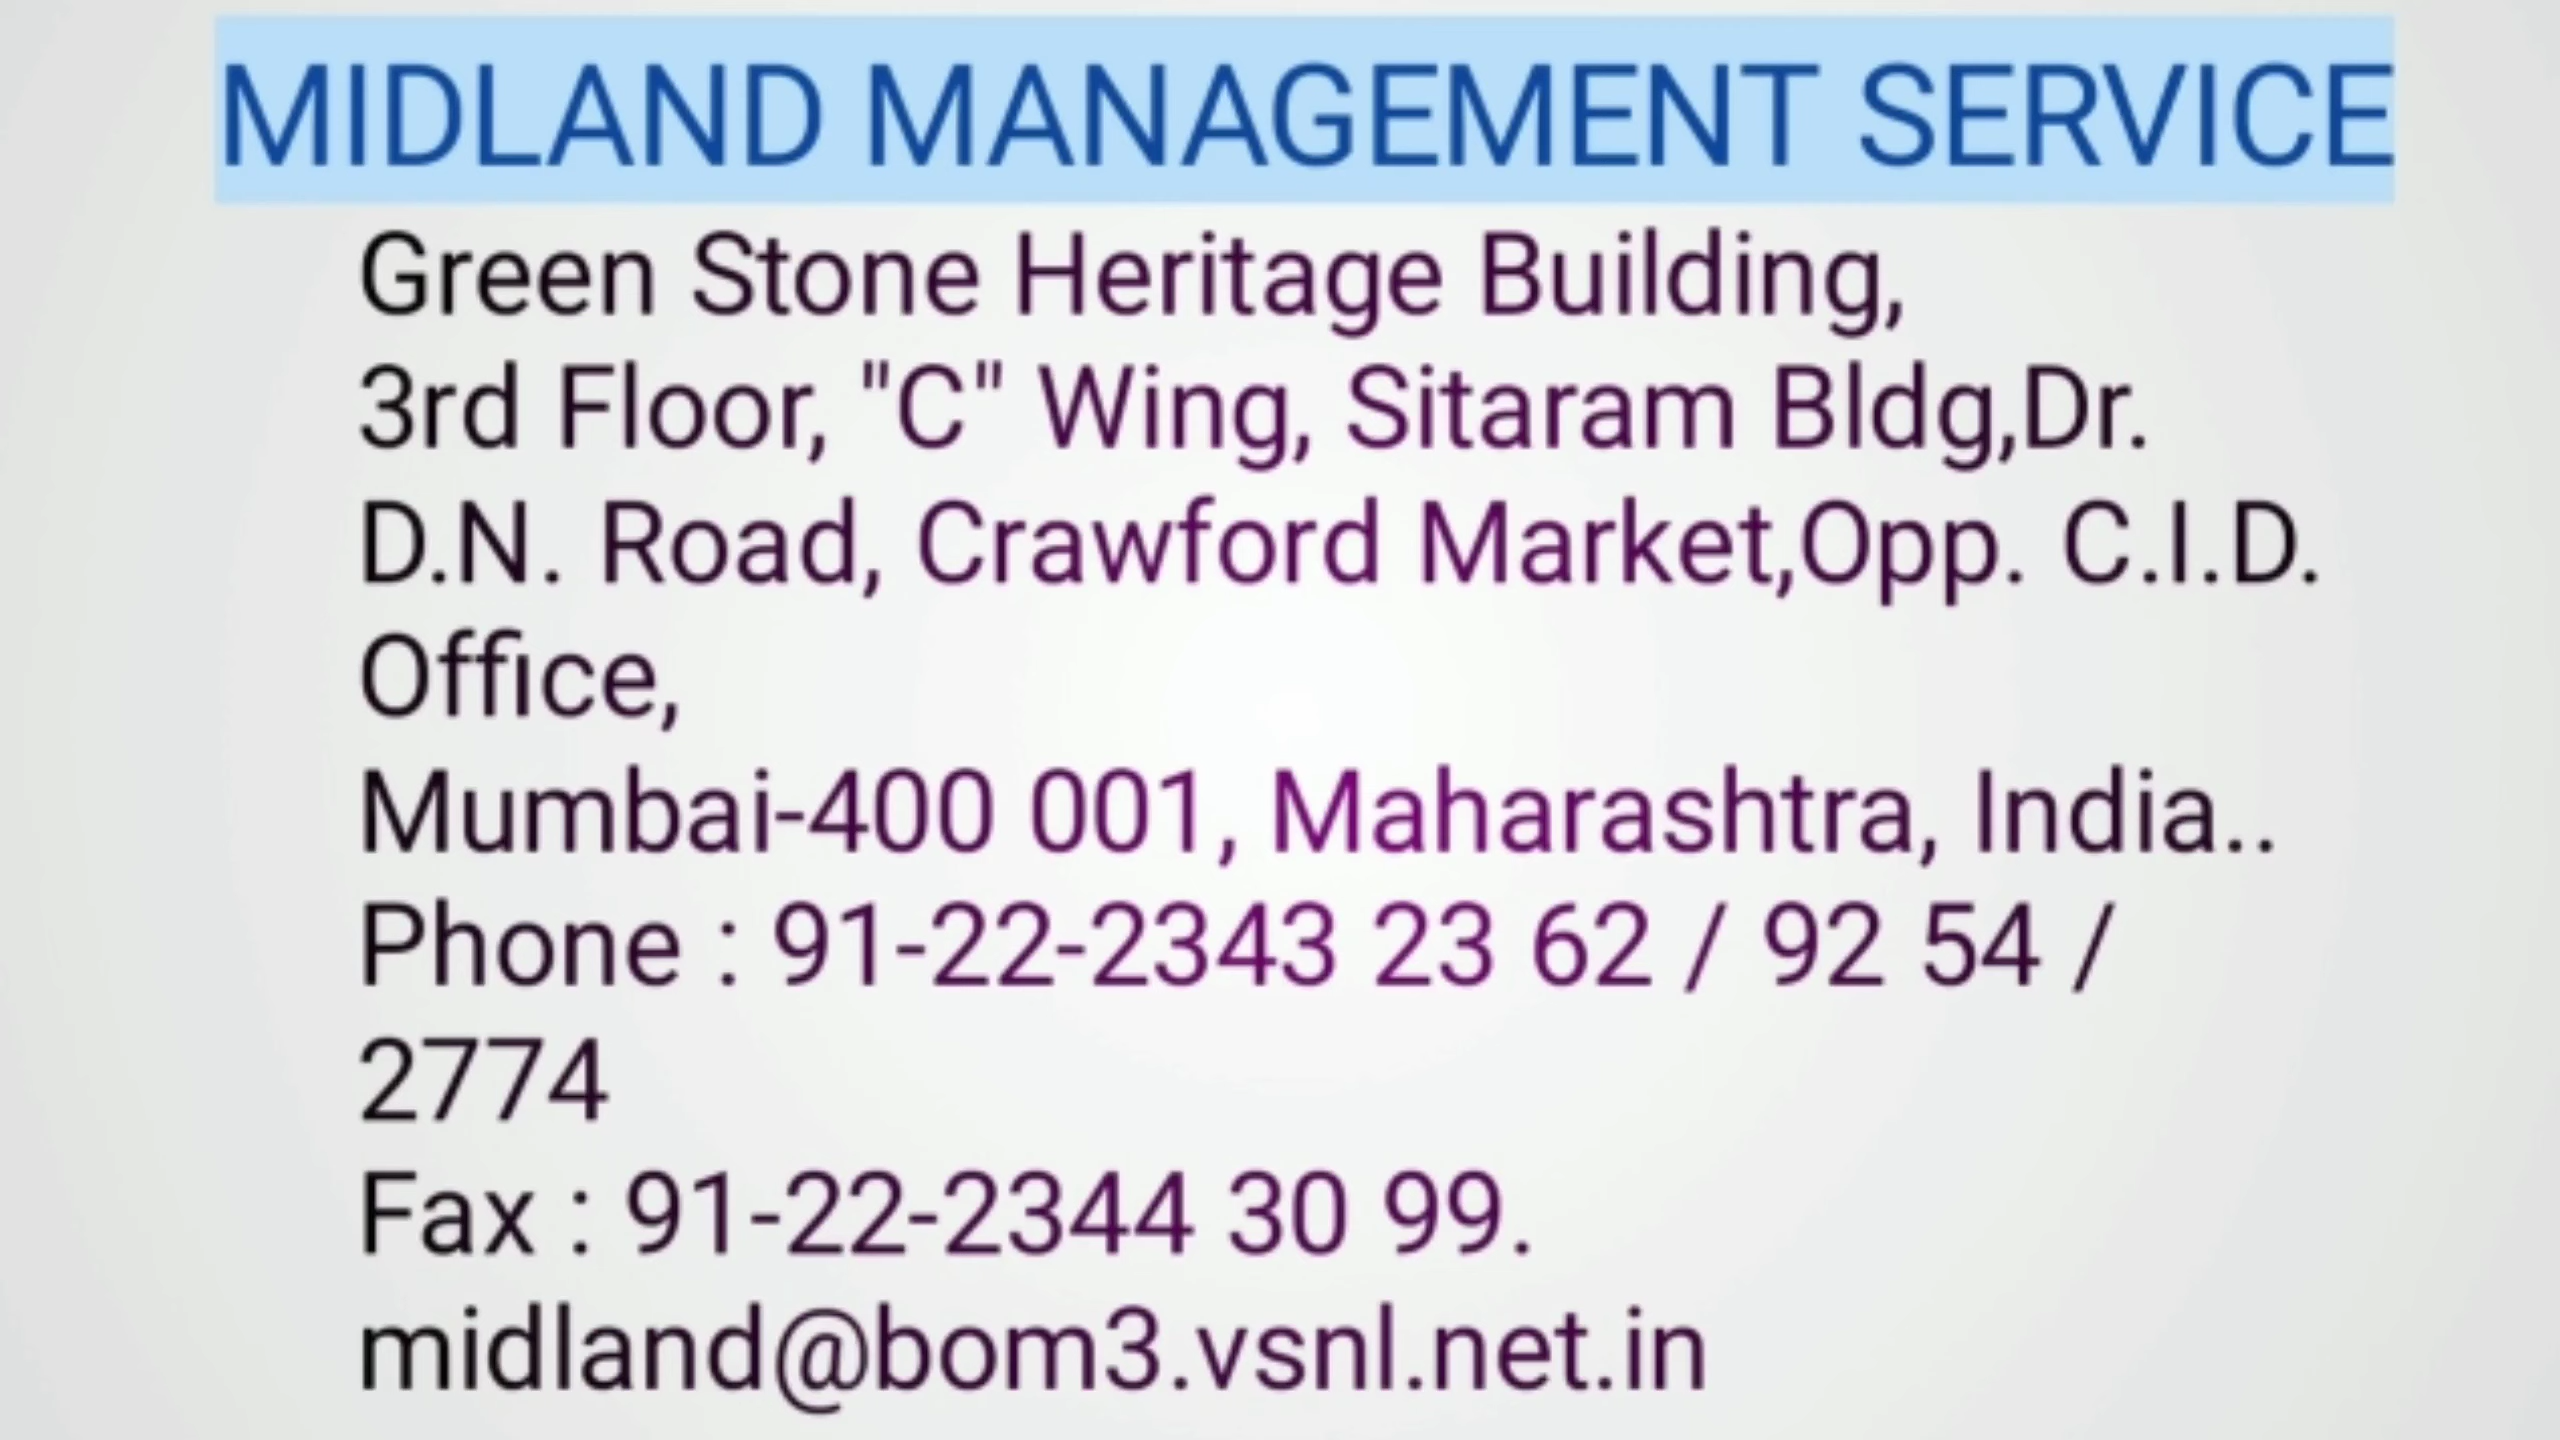 MIDLAND MANAGEMENT SERVICE
Green Stone Heritage Building,
3rd Floor, "C" Wing, Sitaram Bldg,Dr.
D.N. Road, Crawford Market,Opp. C.I.D.
Office,
Mumbai-400 001, Maharashtra, India..
Phone : 91-22-2343 23 62 / 92 54 /
2774
Fax : 91-22-2344 30 99.
midland@bom3.vsnl.net.in